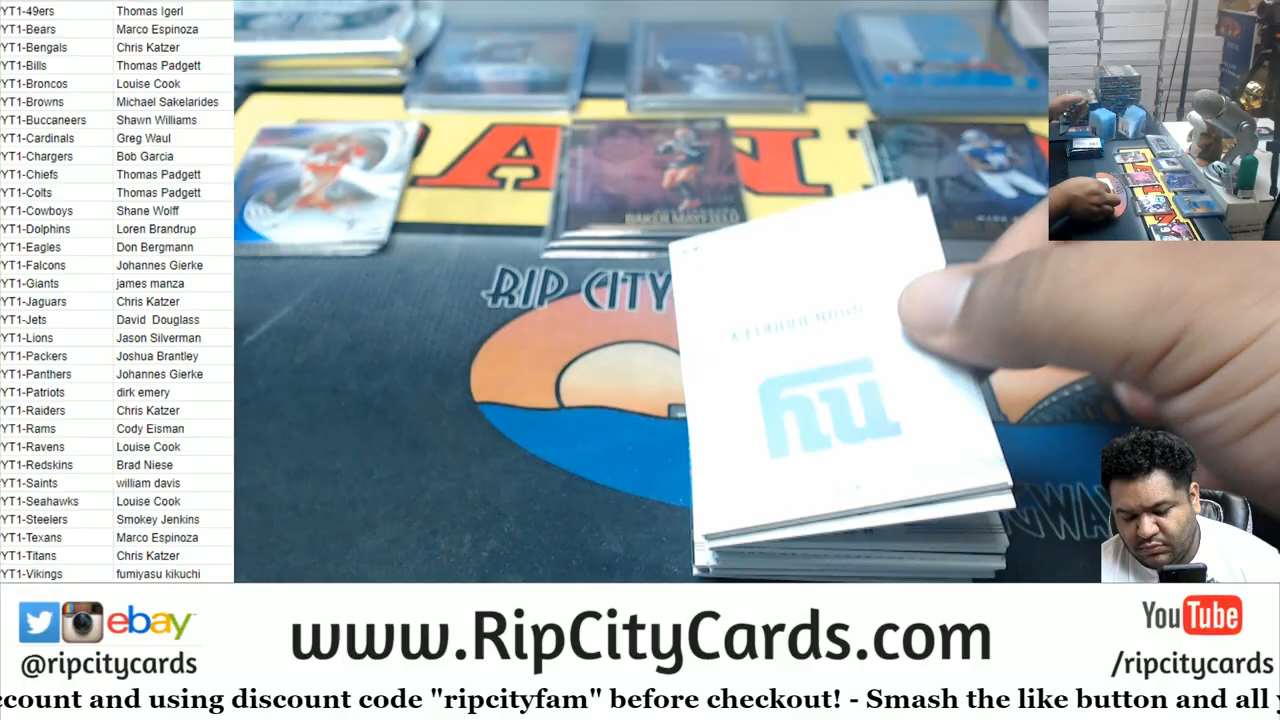 YT1-49ers Thomas Igerl
YT1-Bears Marco Espinoza
YT1-Bengals Chris Katzer
YT1-Bills Thomas Padgett
YT1-Broncos Louise Cook
YT1-Browns Michael Sakelarides
YT1-Buccaneers Shawn Williams
YT1-Cardinals Greg Waul
YT1-Chargers Bob Garcia
YT1-Chiefs Thomas Padgett
YT1-Colts Thomas Padgett
YT1-Cowboys Shane Wolff
YT1-Dolphins Loren Brandrup
YT1-Eagles Don Bergmann
YT1-Falcons Johannes Gierke
YT1-Giants james manza
YT1-Jaguars Chris Katzer
YT1-Jets David Douglass
YT1-Lions Jason Silverman
YT1-Packers Joshua Brantley
YT1-Panthers Johannes Gierke
YT1-Patriots dirk emery
YT1-Raiders Chris Katzer
YT1-Rams Cody Eisman
YT1-Ravens Louise Cook
YT1-Redskins Brad Niese
YT1-Saints william davis
YT1-Seahawks Louise Cook
YT1-Steelers Smokey Jenkins
YT1-Texans Marco Espinoza
YT1-Titans Chris Katzer
YT1-Vikings fumiyasu kikuchi
BAKER MAYFIELD
RIP CITY
ny
ebay
@ripcitycards
www.RipCityCards.com
YouTube
/ripcitycards
ccount and using discount code "ripcityfam" before checkout! - Smash the like button and all